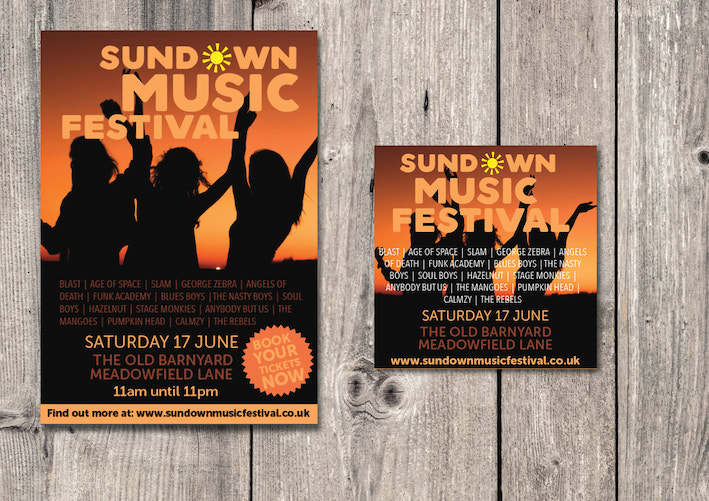 SUNDOWN
MUSIC
FESTIVAL
BLAST | AGE OF SPACE | SLAM | GEORGE ZEBRA | ANGELS OF
DEATH | FUNK ACADEMY | BLUES BOYS | THE NASTY BOYS | SOUL
BOYS | HAZELNUT | STAGE MONKIES | ANYBODY BUT US | THE
MANGOES | PUMPKIN HEAD | CALMZY | THE REBELS
SATURDAY 17 JUNE
THE OLD BARNYARD
MEADOWFIELD LANE
11am until 11pm
BOOK
YOUR
TICKETS
NOW
Find out more at: www.sundownmusicfestival.co.uk
SUNDOWN
MUSIC
FESTIVAL
BLAST | AGE OF SPACE | SLAM | GEORGE ZEBRA | ANGELS
OF DEATH | FUNK ACADEMY | BLUES BOYS |THE NASTY
BOYS | SOUL BOYS | HAZELNUT | STAGE MONKIES |
ANYBODY BUT US | THE MANGOES | PUMPKIN HEAD |
CALMZY | THE REBELS
SATURDAY 17 JUNE
THE OLD BARNYARD
MEADOWFIELD LANE
www.sundownmusicfestival.co.uk